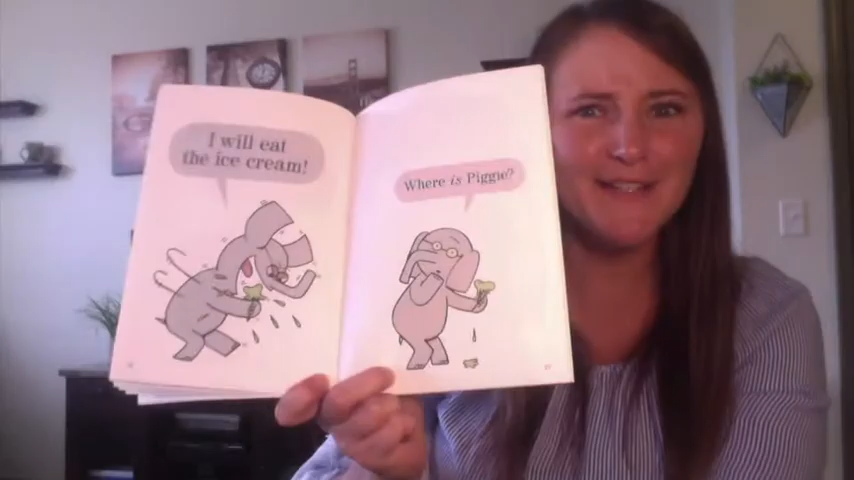 I will eat
the ice cream!
Where is Piggie?